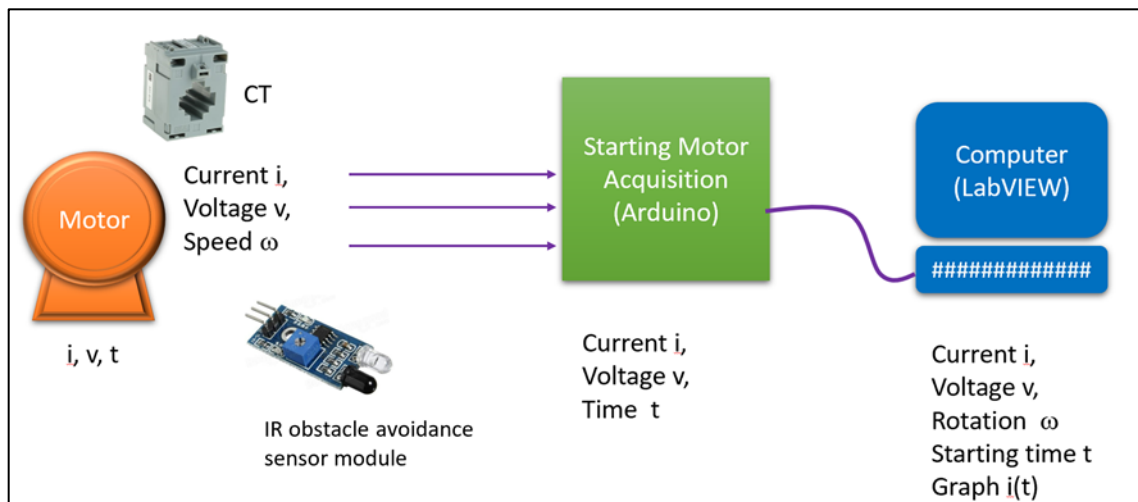 CT
Current i,
Voltage v,
Speed ω
Motor
i, v, t
IR obstacle avoidance
sensor module
Starting Motor
Acquisition
(Arduino)
Current i,
Voltage v,
Time t
Computer
(LabVIEW)
#############
Current i,
Voltage v,
Rotation ω
Starting time t
Graph i(t)